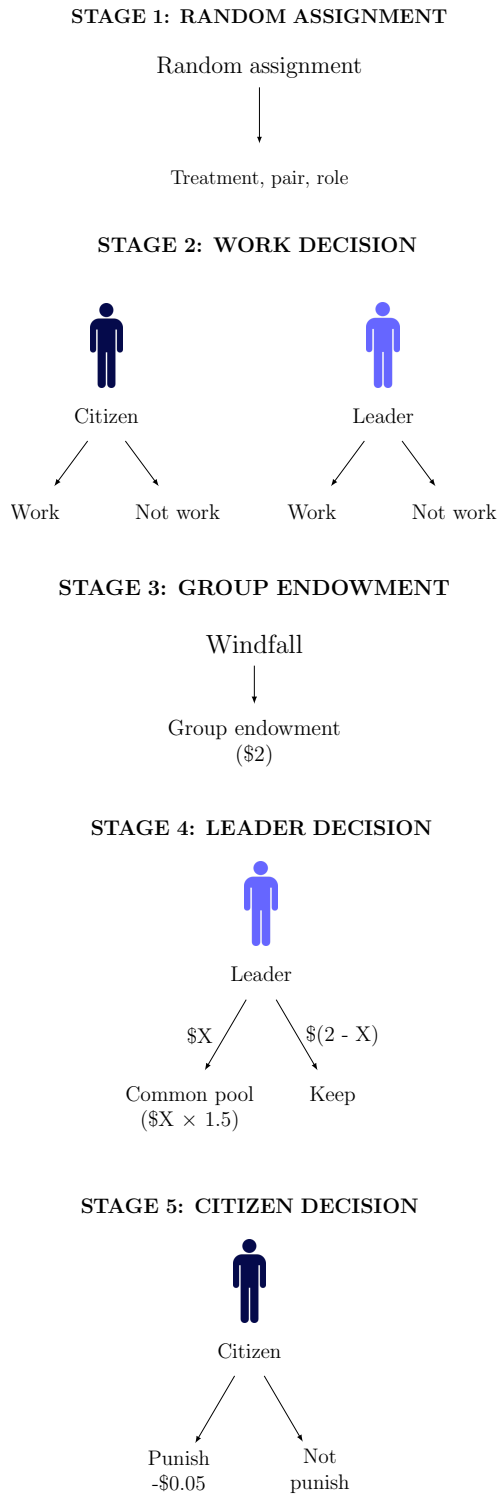 STAGE 1: RANDOM ASSIGNMENT
Random assignment
Treatment, pair, role
STAGE 2: WORK DECISION
Citizen
Leader
Work
Not work
Work
Not work
STAGE 3: GROUP ENDOWMENT
Windfall
Group endowment
($2)
STAGE 4: LEADER DECISION
Leader
$X
$(2 - X)
Common pool
($X × 1.5)
Keep
STAGE 5: CITIZEN DECISION
Citizen
Punish
-$0.05
Not
punish